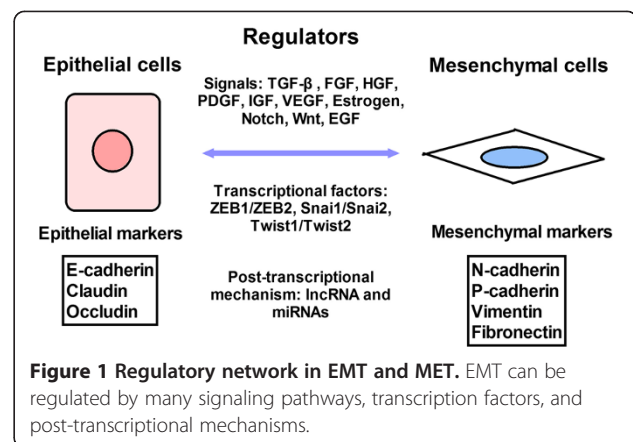 Regulators
Epithelial cells
Mesenchymal cells
Signals: TGF-β , FGF, HGF,
PDGF, IGF, VEGF, Estrogen,
Notch, Wnt, EGF
Transcriptional factors:
ZEB1/ZEB2, Snai1/Snai2,
Twist1/Twist2
Epithelial markers
E-cadherin
Claudin
Occludin
Post-transcriptional
mechanism: lncRNA and
miRNAs
Mesenchymal markers
N-cadherin
P-cadherin
Vimentin
Fibronectin
Figure 1 Regulatory network in EMT and MET. EMT can be
regulated by many signaling pathways, transcription factors, and
post-transcriptional mechanisms.